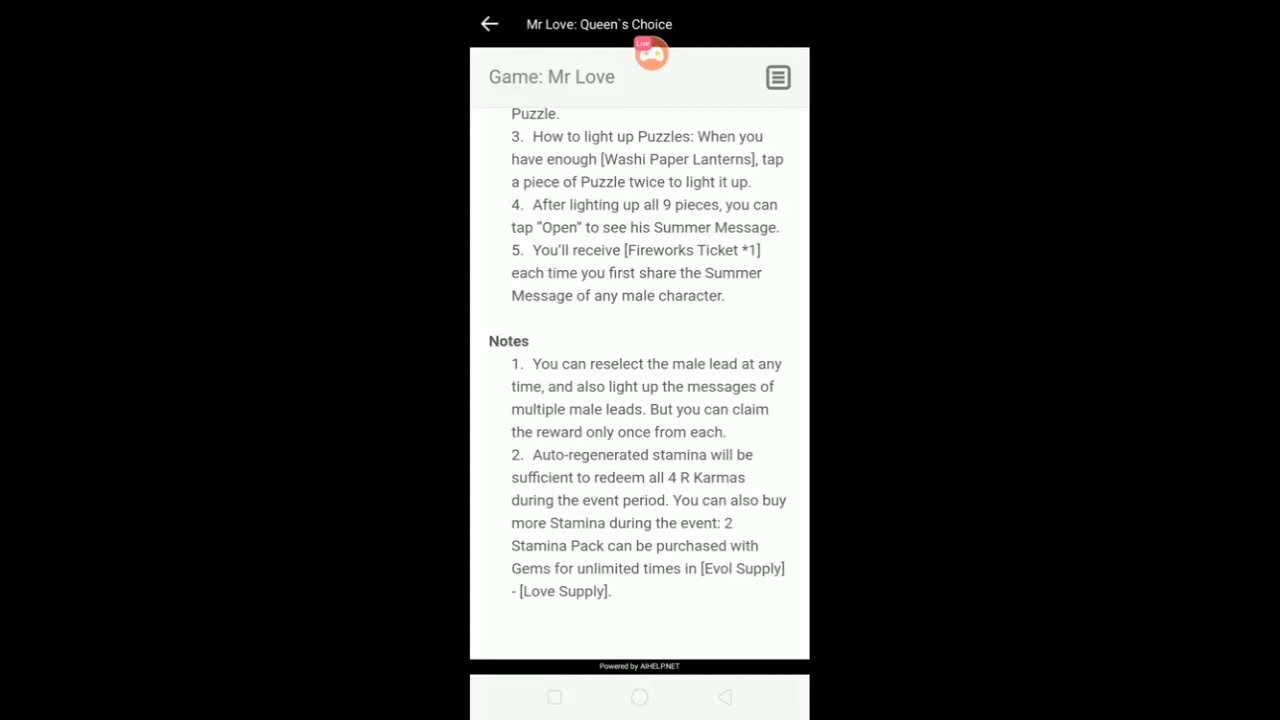 Mr Love: Queen`s Choice
Live
Game: Mr Love
Puzzle.
3. How to light up Puzzles: When you
have enough [Washi Paper Lanterns], tap
a piece of Puzzle twice to light it up.
4. After lighting up all 9 pieces, you can
tap “Open” to see his Summer Message.
5. You'll receive [Fireworks Ticket *1]
each time you first share the Summer
Message of any male character.
Notes
1. You can reselect the male lead at any
time, and also light up the messages of
multiple male leads. But you can claim
the reward only once from each.
2. Auto-regenerated stamina will be
sufficient to redeem all 4 R Karmas
during the event period. You can also buy
more Stamina during the event: 2
Stamina Pack can be purchased with
Gems for unlimited times in [Evol Supply]
- [Love Supply].
Powered by AIHELP.NET